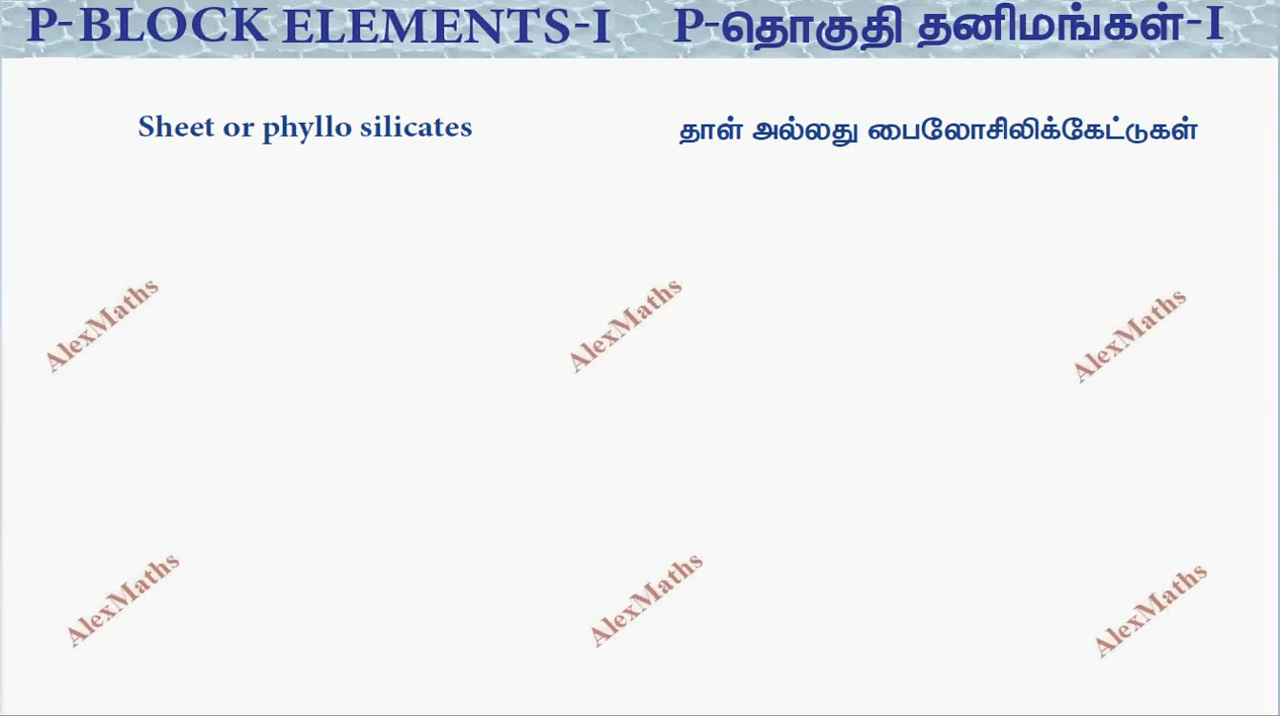 P-BLOCK ELEMENTS-I
P-தொகுதி தனிமங்கள்-I
Sheet or phyllo silicates
தாள் அல்லது பைலோசிலிக்கேட்டுகள்
AlexMaths
AlexMaths
AlexMaths
AlexMaths
AlexMaths
AlexMaths